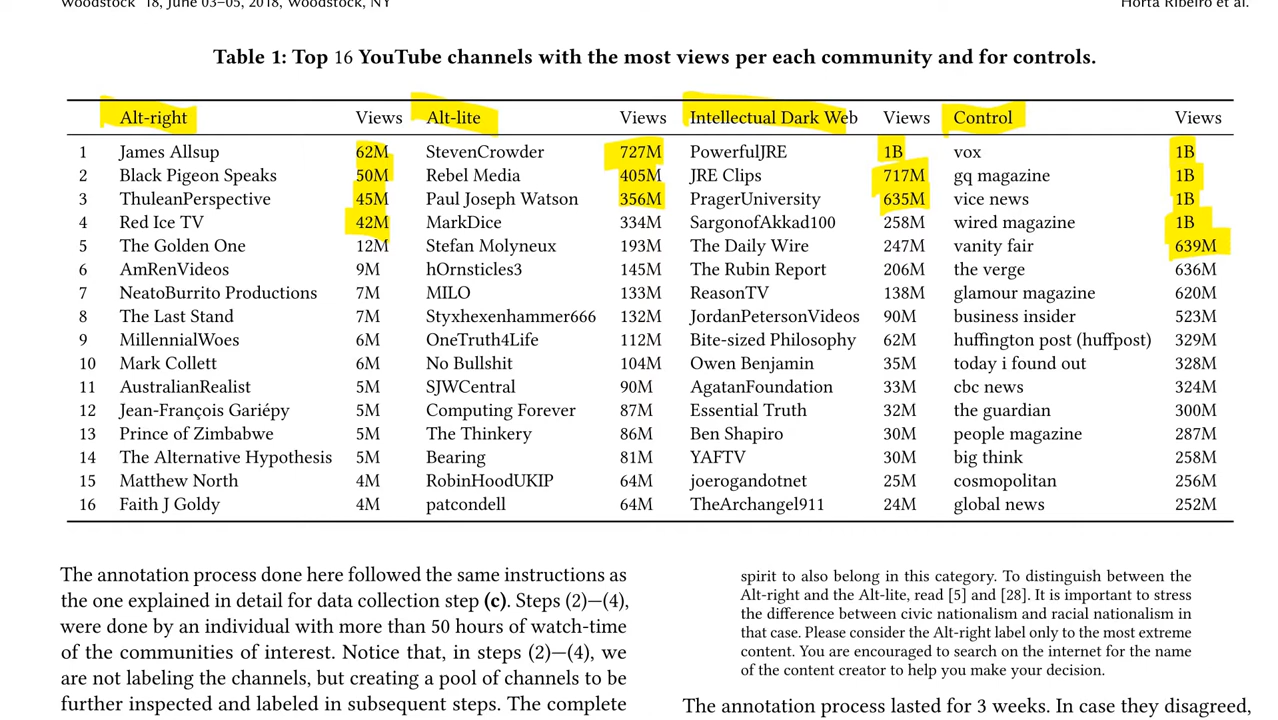 Woodstock '18, June 03–05, 2018, Woodstock, NY Horta Ribeiro et al.
Table 1: Top 16 YouTube channels with the most views per each community and for controls.
Alt-right Views Alt-lite Views Intellectual Dark Web Views Control Views
1 James Allsup 62M StevenCrowder 727M PowerfulJRE 1B vox 1B
2 Black Pigeon Speaks 50M Rebel Media 405M JRE Clips 717M gq magazine 1B
3 ThuleanPerspective 45M Paul Joseph Watson 356M PragerUniversity 635M vice news 1B
4 Red Ice TV 42M MarkDice 334M SargonofAkkad100 258M wired magazine 1B
5 The Golden One 12M Stefan Molyneux 193M The Daily Wire 247M vanity fair 639M
6 AmRenVideos 9M hOrnsticles3 145M The Rubin Report 206M the verge 636M
7 NeatoBurrito Productions 7M MILO 133M ReasonTV 138M glamour magazine 620M
8 The Last Stand 7M Styxhexenhammer666 132M JordanPetersonVideos 90M business insider 523M
9 MillennialWoes 6M OneTruth4Life 112M Bite-sized Philosophy 62M huffington post (huffpost) 329M
10 Mark Collett 6M No Bullshit 104M Owen Benjamin 35M today i found out 328M
11 AustralianRealist 5M SJWCentral 90M AgatanFoundation 33M cbc news 324M
12 Jean-François Gariépy 5M Computing Forever 87M Essential Truth 32M the guardian 300M
13 Prince of Zimbabwe 5M The Thinkery 86M Ben Shapiro 30M people magazine 287M
14 The Alternative Hypothesis 5M Bearing 81M YAFTV 30M big think 258M
15 Matthew North 4M RobinHoodUKIP 64M joerogandotnet 25M cosmopolitan 256M
16 Faith J Goldy 4M patcondell 64M TheArchangel911 24M global news 252M
The annotation process done here followed the same instructions as
the one explained in detail for data collection step (c). Steps (2)—(4),
were done by an individual with more than 50 hours of watch-time
of the communities of interest. Notice that, in steps (2)—(4), we
are not labeling the channels, but creating a pool of channels to be
further inspected and labeled in subsequent steps. The complete
spirit to also belong in this category. To distinguish between the
Alt-right and the Alt-lite, read [5] and [28]. It is important to stress
the difference between civic nationalism and racial nationalism in
that case. Please consider the Alt-right label only to the most extreme
content. You are encouraged to search on the internet for the name
of the content creator to help you make your decision.
The annotation process lasted for 3 weeks. In case they disagreed,